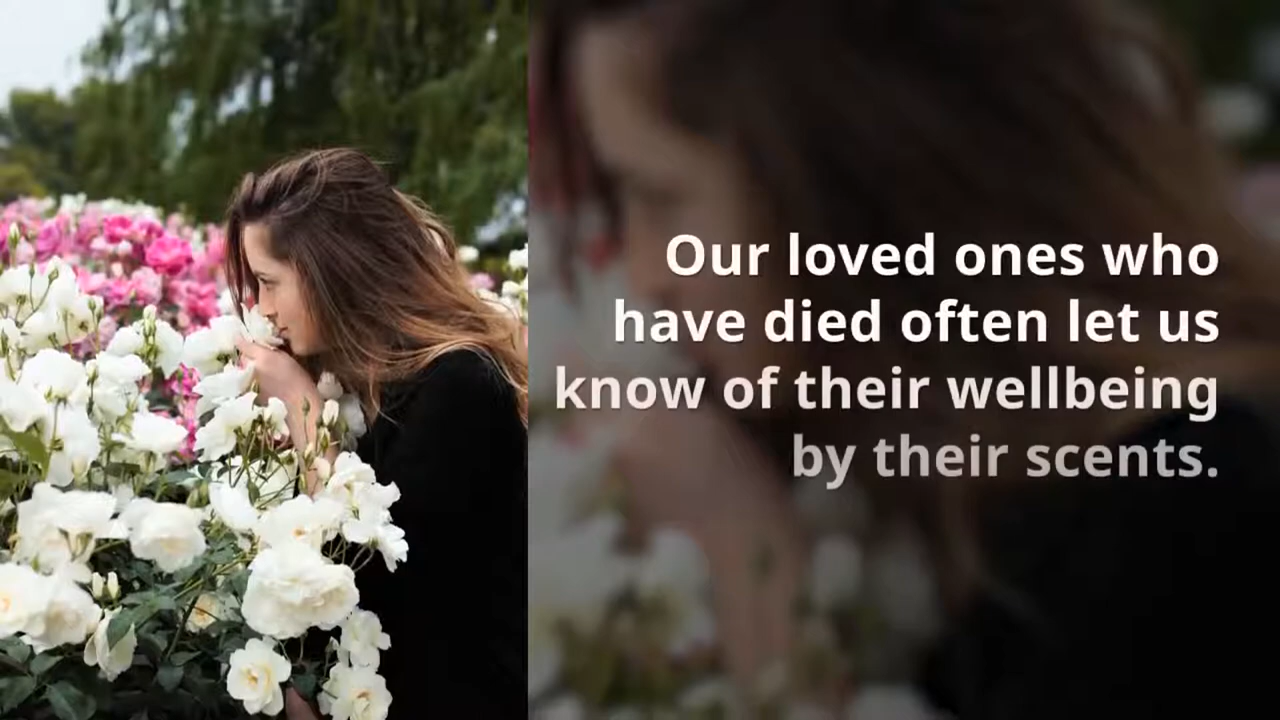 Our loved ones who
have died often let us
know of their wellbeing
by their scents.